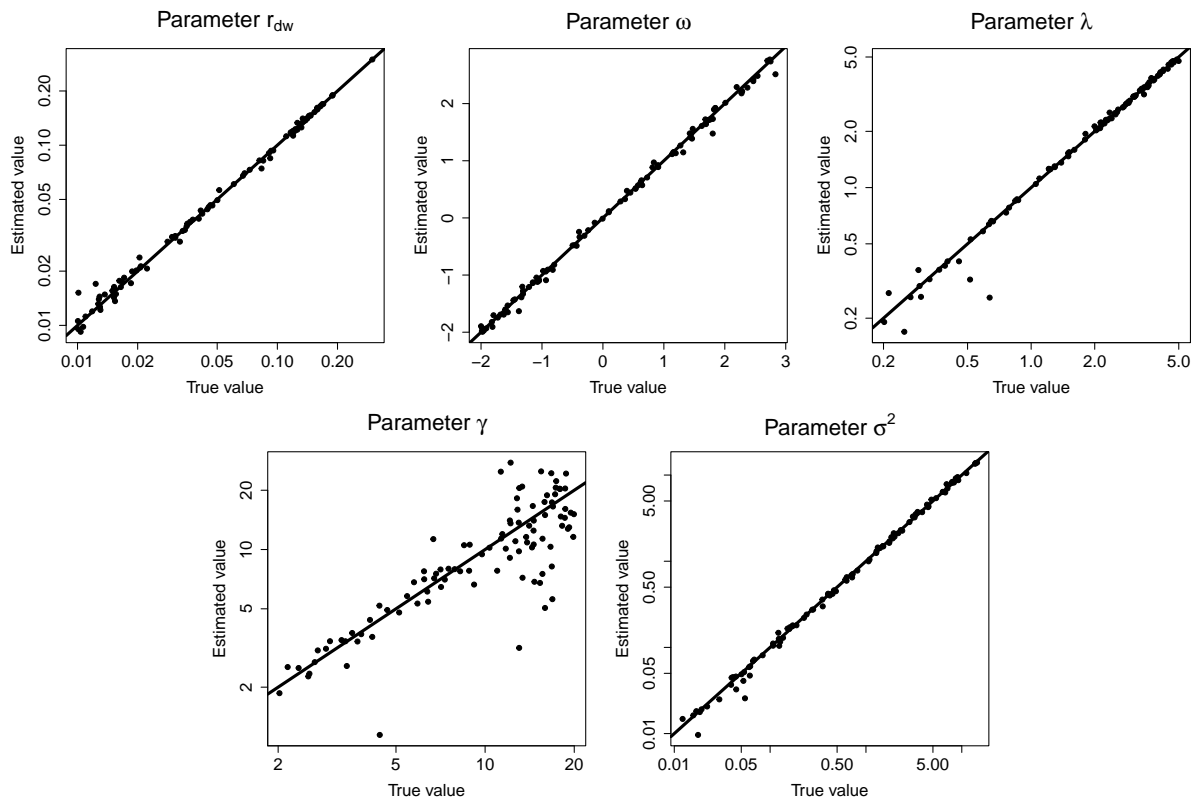 Parameter r_dw
Parameter ω
Parameter λ
Estimated value
0.01 0.02 0.05 0.10 0.20
0.01 0.02 0.05 0.10 0.20
True value
Estimated value
−2 −1 0 1 2
−2 −1 0 1 2 3
True value
Estimated value
0.2 0.5 1.0 2.0 5.0
0.2 0.5 1.0 2.0 5.0
True value
Parameter γ
Parameter σ²
Estimated value
2 5 10 20
2 5 10 20
True value
Estimated value
0.01 0.05 0.50 5.00
0.01 0.05 0.50 5.00
True value